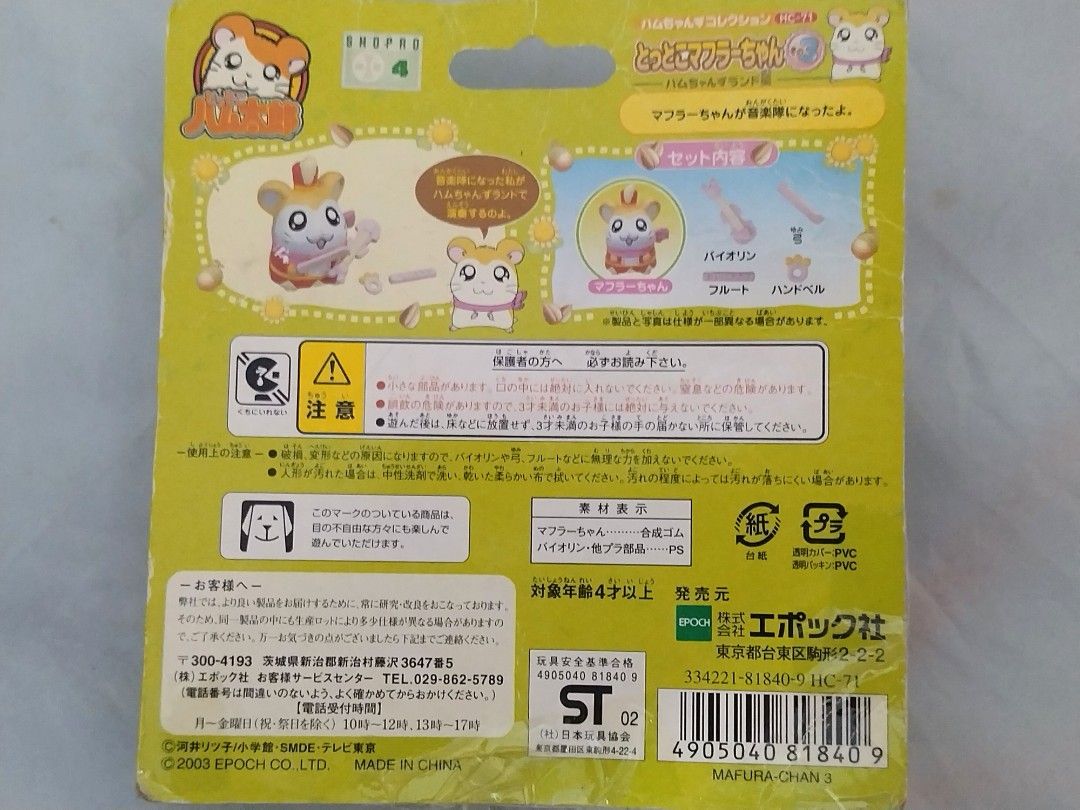 ハム太郎
SHOPRO
4
ハムちゃんずコレクション HC-71
とっとこマフラーちゃん 3
ハムちゃんずランド
マフラーちゃんが音楽隊になったよ。
音楽隊になった私が
ハムちゃんずランドで
演奏するのよ。
セット内容
マフラーちゃん
バイオリン
弓
フルート
ハンドベル
※製品と写真は仕様が一部異なる場合があります。
くちにいれない
注意
保護者の方へ 必ずお読み下さい。
●小さな部品があります。口の中には絶対に入れないでください。窒息などの危険があります。
●誤飲の危険がありますので、3才未満のお子様には絶対に与えないでください。
●遊んだ後は、床などに放置せず、3才未満のお子様の手の届かない所に保管してください。
ー使用上の注意ー ●破損、変形などの原因になりますので、バイオリンや弓、フルートなどに無理な力を加えないでください。
●人形が汚れた場合は、中性洗剤で洗い、乾いた柔らかい布で拭いてください。汚れの程度によっては汚れが落ちにくい場合があります。
このマークのついている商品は、
目の不自由な方々にも楽しんで
遊んでいただけます。
素材表示
マフラーちゃん………合成ゴム
バイオリン・他プラ部品……PS
紙
台紙
プラ
透明カバー:PVC
透明パッキン:PVC
ーお客様へー
弊社では、より良い製品をお届けするために、常に研究・改良をおこなっております。
そのため、同一製品の中にも生産ロットにより多少仕様が異なる場合がありますの
で、ご了承ください。万一お気づきの点がございましたら下記までご連絡ください。
〒300-4193 茨城県新治郡新治村藤沢3647番5
(株)エポック社 お客様サービスセンター TEL.029-862-5789
(電話番号は間違いのないよう、よく確かめてからおかけください。)
【電話受付時間】
月～金曜日(祝・祭日を除く) 10時～12時、13時～17時
©河井リツ子/小学館・SMDE・テレビ東京
©2003 EPOCH CO.,LTD. MADE IN CHINA
対象年齢4才以上
玩具安全基準合格
4905040 81840 9
ST 02
(社)日本玩具協会
東京都墨田区東駒形4-22-4
発売元
EPOCH 株式会社 エポック社
東京都台東区駒形2-2-2
334221-81840-9 HC-71
4905040 818409
MAFURA-CHAN 3